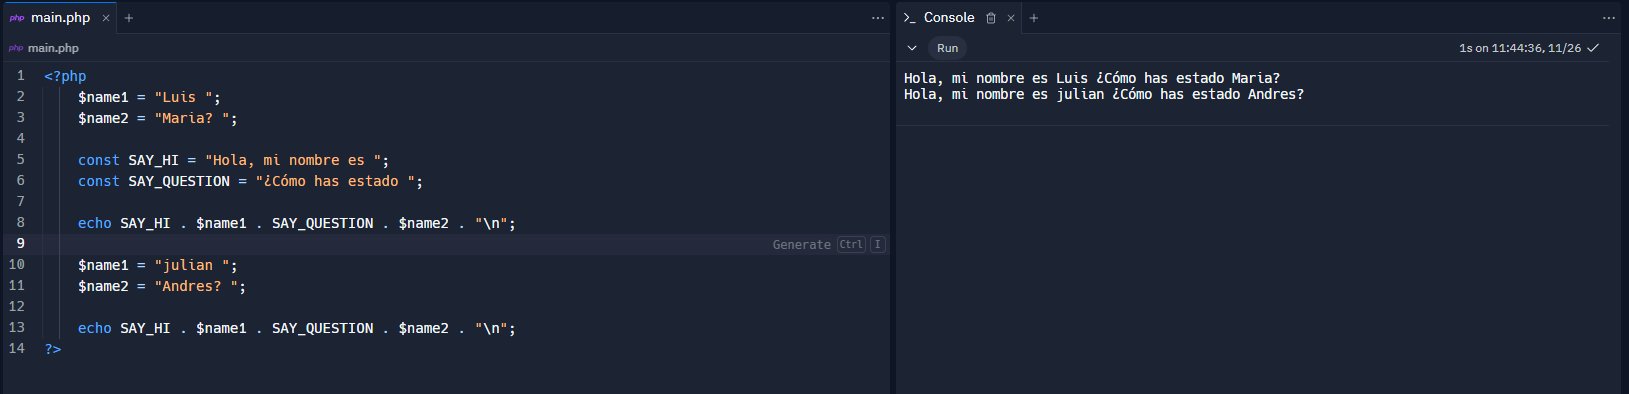 php main.php
php main.php
1 <?php
2 $name1 = "Luis ";
3 $name2 = "Maria? ";
4
5 const SAY_HI = "Hola, mi nombre es ";
6 const SAY_QUESTION = "¿Cómo has estado ";
7
8 echo SAY_HI . $name1 . SAY_QUESTION . $name2 . "\n";
9 Generate Ctrl I
10 $name1 = "julian ";
11 $name2 = "Andres? ";
12
13 echo SAY_HI . $name1 . SAY_QUESTION . $name2 . "\n";
14 ?>
Console
Run 1s on 11:44:36, 11/26
Hola, mi nombre es Luis ¿Cómo has estado Maria?
Hola, mi nombre es julian ¿Cómo has estado Andres?